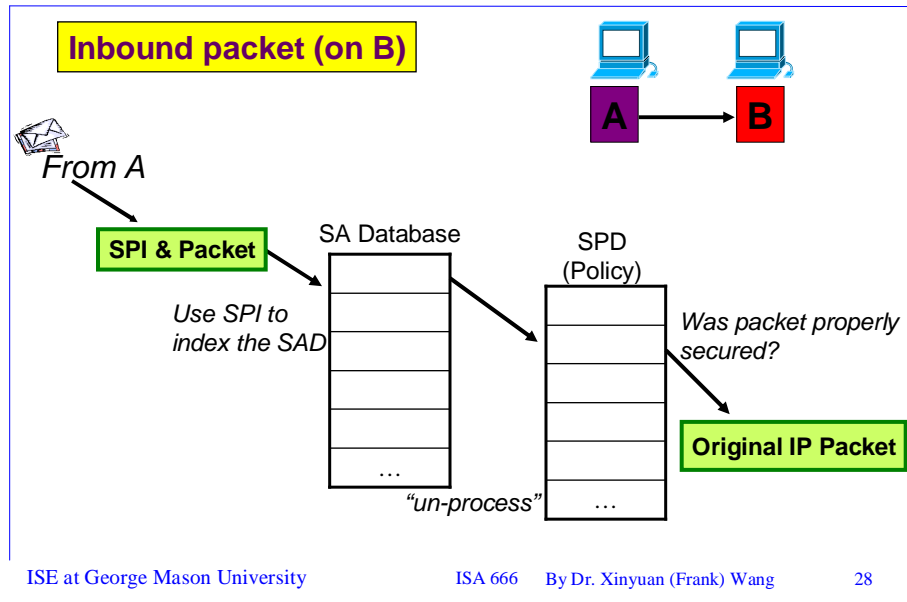 Inbound packet (on B)
A
B
From A
SPI & Packet
SA Database
SPD
(Policy)
Use SPI to
index the SAD
Was packet properly
secured?
Original IP Packet
…
“un-process”
…
ISE at George Mason University
ISA 666
By Dr. Xinyuan (Frank) Wang
28